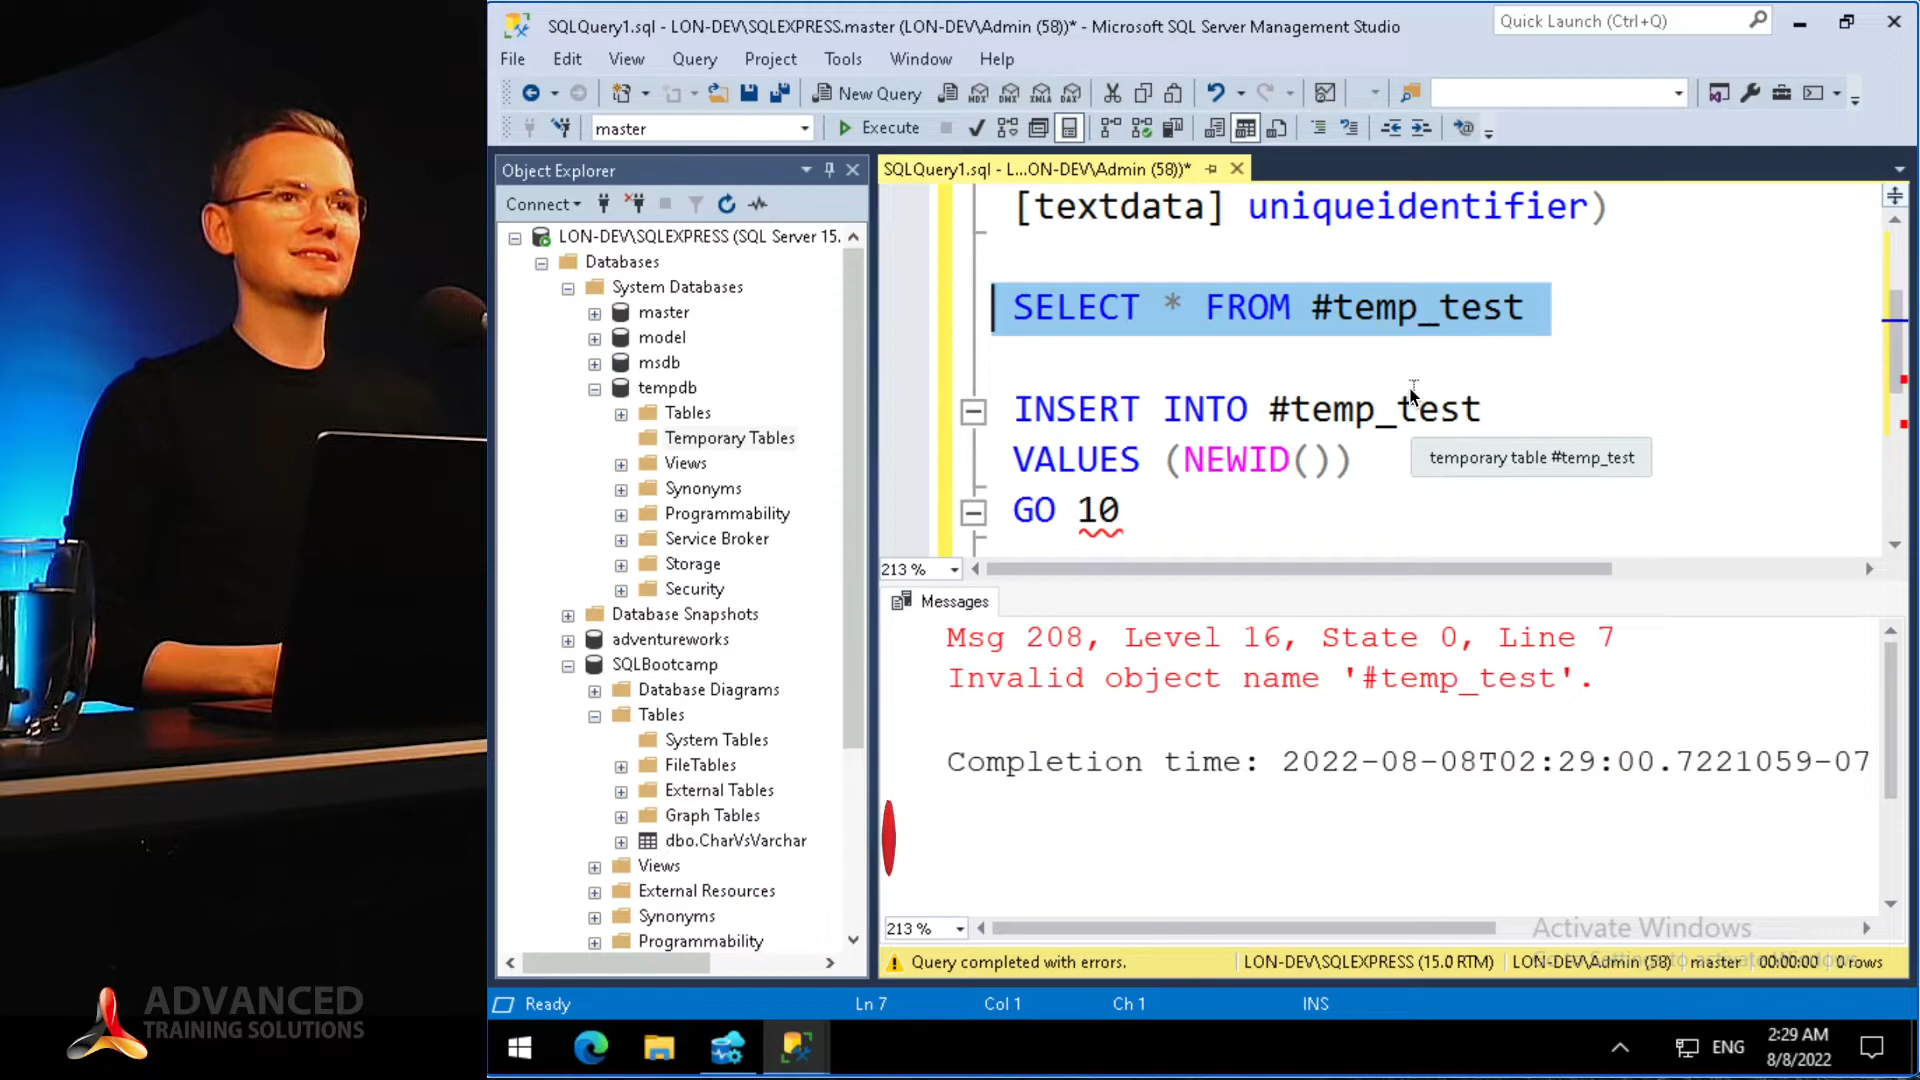 SQLQuery1.sql - LON-DEV\SQLEXPRESS.master (LON-DEV\Admin (58))* - Microsoft SQL Server Management Studio
Quick Launch (Ctrl+Q)
File Edit View Query Project Tools Window Help
New Query
MDX DMX XMLA DAX
master
Execute
Object Explorer
SQLQuery1.sql - L...ON-DEV\Admin (58))*
Connect
LON-DEV\SQLEXPRESS (SQL Server 15.
Databases
System Databases
master
model
msdb
tempdb
Tables
Temporary Tables
Views
Synonyms
Programmability
Service Broker
Storage
Security
Database Snapshots
adventureworks
SQLBootcamp
Database Diagrams
Tables
System Tables
FileTables
External Tables
Graph Tables
dbo.CharVsVarchar
Views
External Resources
Synonyms
Programmability
[textdata] uniqueidentifier)
SELECT * FROM #temp_test
INSERT INTO #temp_test
VALUES (NEWID())
temporary table #temp_test
GO 10
213 %
Messages
Msg 208, Level 16, State 0, Line 7
Invalid object name '#temp_test'.
Completion time: 2022-08-08T02:29:00.7221059-07
213 %
Activate Windows
Query completed with errors.
LON-DEV\SQLEXPRESS (15.0 RTM)
LON-DEV\Admin (58)
master
00:00:00
0 rows
Ready
Ln 7
Col 1
Ch 1
INS
ENG
2:29 AM
8/8/2022
ADVANCED
TRAINING SOLUTIONS